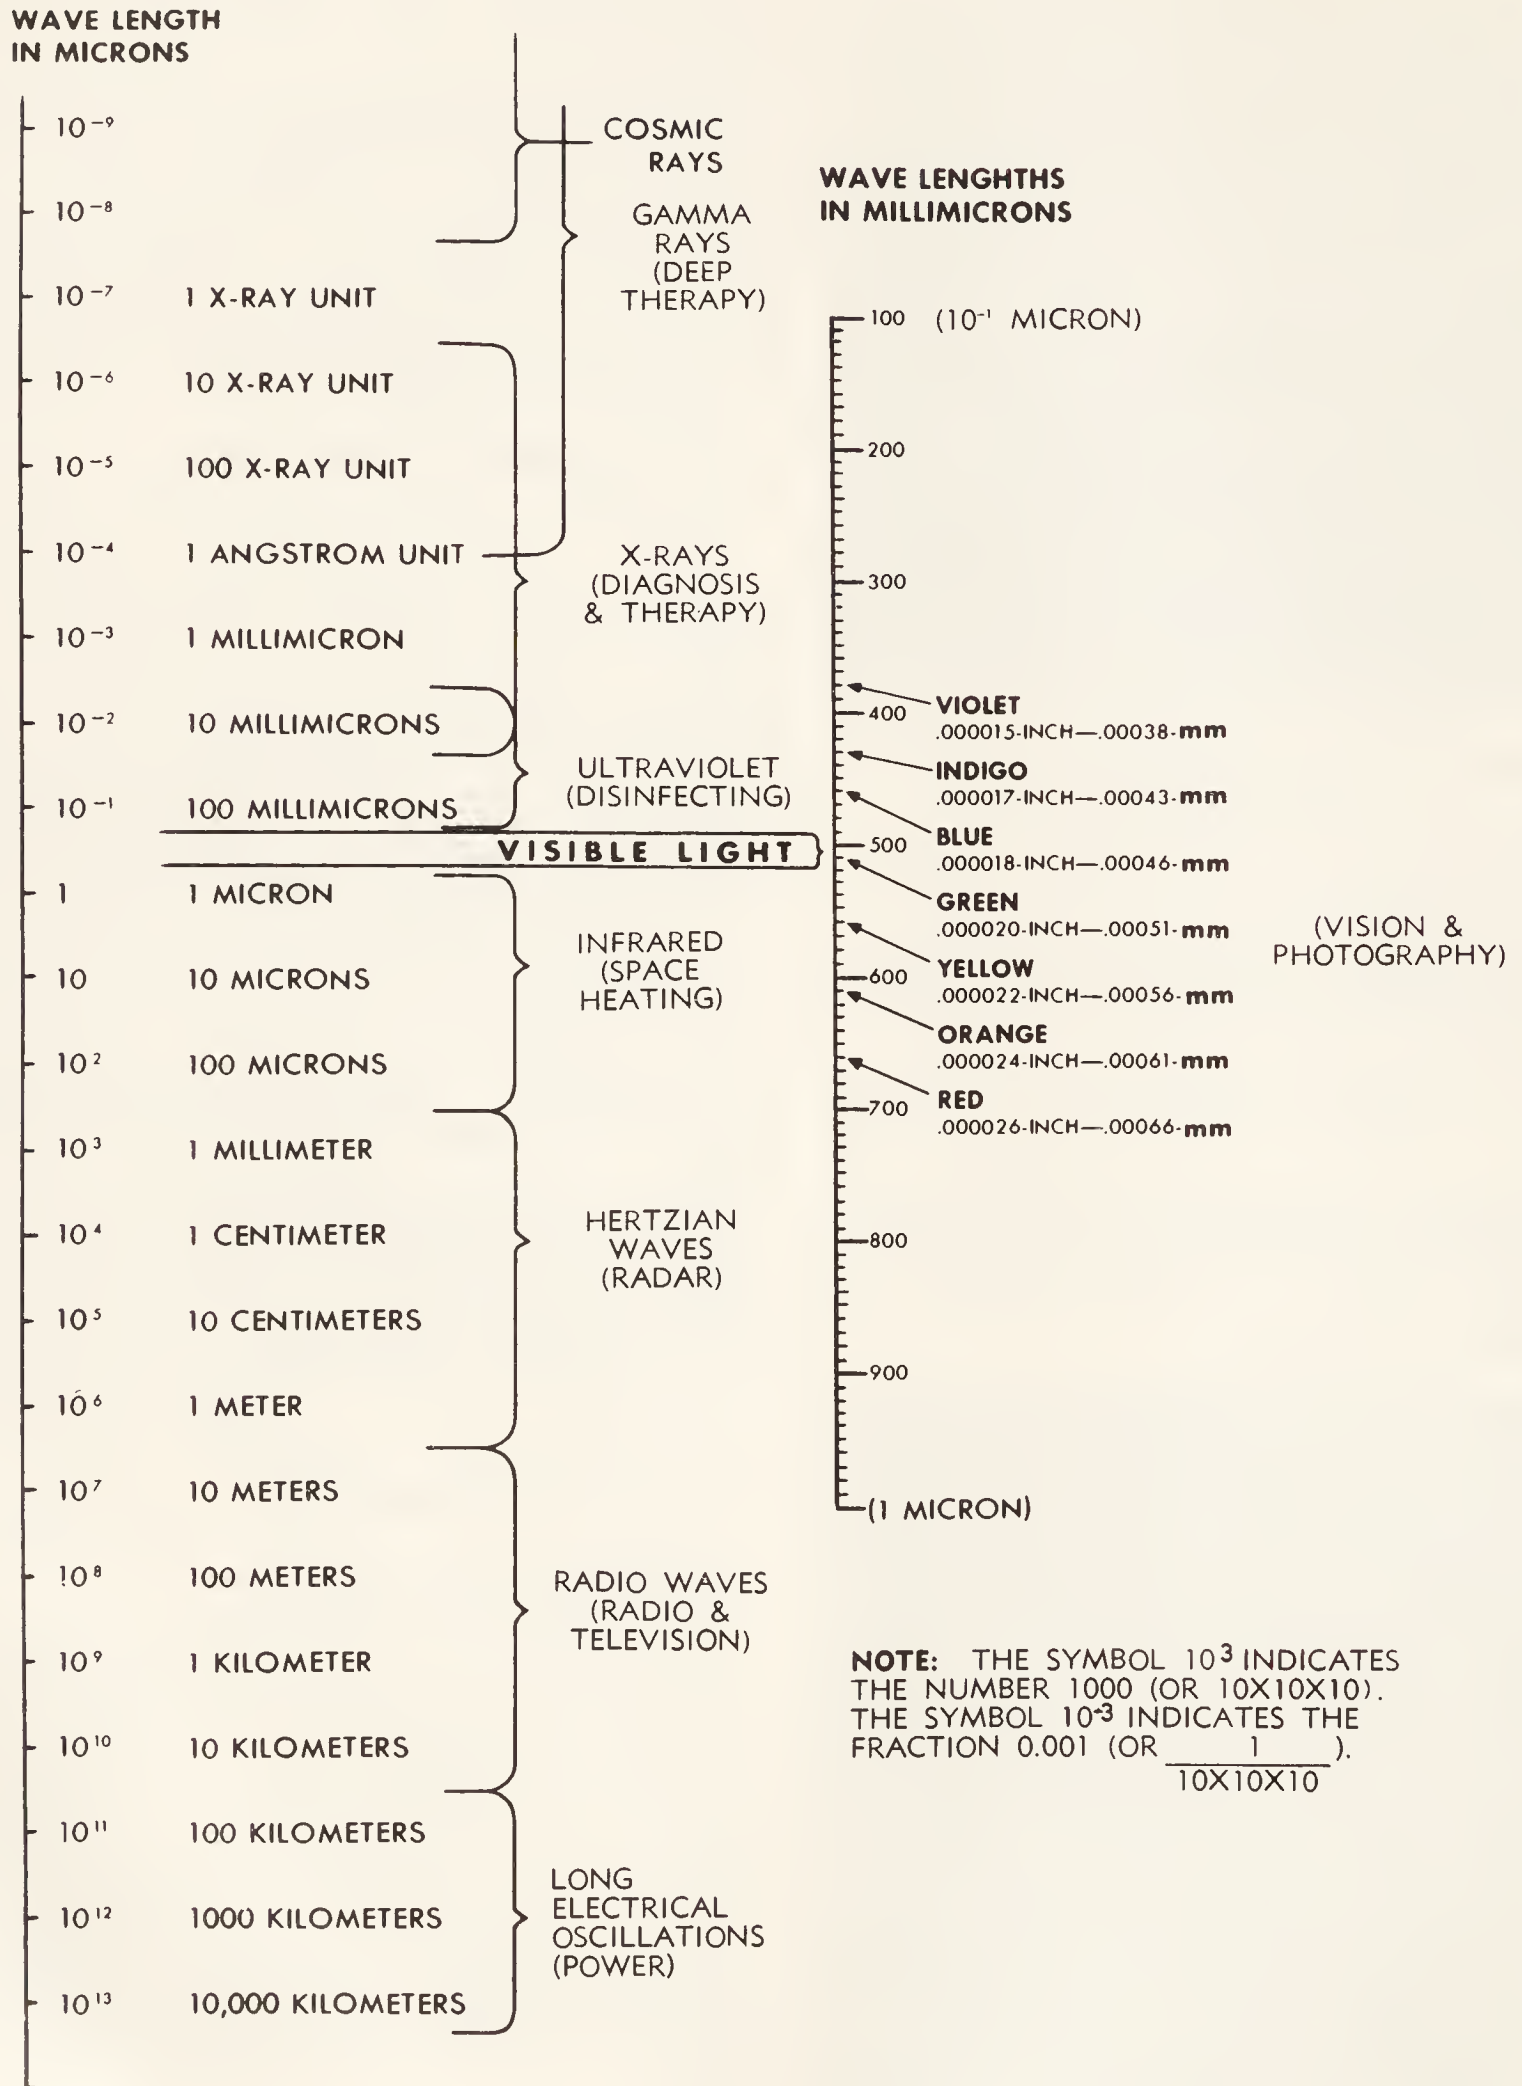 WAVE LENGTH
IN MICRONS
10⁻⁹
10⁻⁸
10⁻⁷ 1 X-RAY UNIT
10⁻⁶ 10 X-RAY UNIT
10⁻⁵ 100 X-RAY UNIT
10⁻⁴ 1 ANGSTROM UNIT
10⁻³ 1 MILLIMICRON
10⁻² 10 MILLIMICRONS
10⁻¹ 100 MILLIMICRONS
VISIBLE LIGHT
1 1 MICRON
10 10 MICRONS
10² 100 MICRONS
10³ 1 MILLIMETER
10⁴ 1 CENTIMETER
10⁵ 10 CENTIMETERS
10⁶ 1 METER
10⁷ 10 METERS
10⁸ 100 METERS
10⁹ 1 KILOMETER
10¹⁰ 10 KILOMETERS
10¹¹ 100 KILOMETERS
10¹² 1000 KILOMETERS
10¹³ 10,000 KILOMETERS
COSMIC
RAYS
GAMMA
RAYS
(DEEP
THERAPY)
X-RAYS
(DIAGNOSIS
& THERAPY)
ULTRAVIOLET
(DISINFECTING)
INFRARED
(SPACE
HEATING)
HERTZIAN
WAVES
(RADAR)
RADIO WAVES
(RADIO &
TELEVISION)
LONG
ELECTRICAL
OSCILLATIONS
(POWER)
WAVE LENGHTHS
IN MILLIMICRONS
100 (10⁻¹ MICRON)
200
300
400
500
600
700
800
900
(1 MICRON)
VIOLET
.000015-INCH—.00038-mm
INDIGO
.000017-INCH—.00043-mm
BLUE
.000018-INCH—.00046-mm
GREEN
.000020-INCH—.00051-mm
YELLOW
.000022-INCH—.00056-mm
ORANGE
.000024-INCH—.00061-mm
RED
.000026-INCH—.00066-mm
(VISION &
PHOTOGRAPHY)
NOTE: THE SYMBOL 10³ INDICATES
THE NUMBER 1000 (OR 10X10X10).
THE SYMBOL 10⁻³ INDICATES THE
FRACTION 0.001 (OR 1 ).
10X10X10